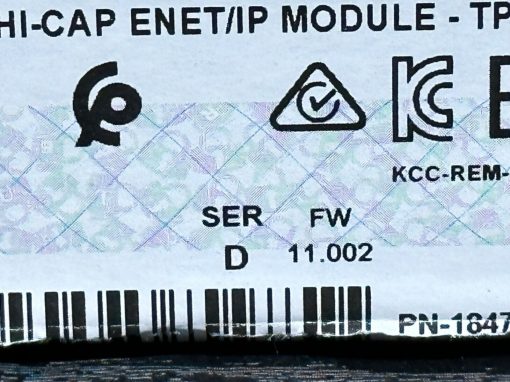 HI-CAP ENET/IP MODULE - TP
KCC-REM-
SER FW
D 11.002
PN-1847